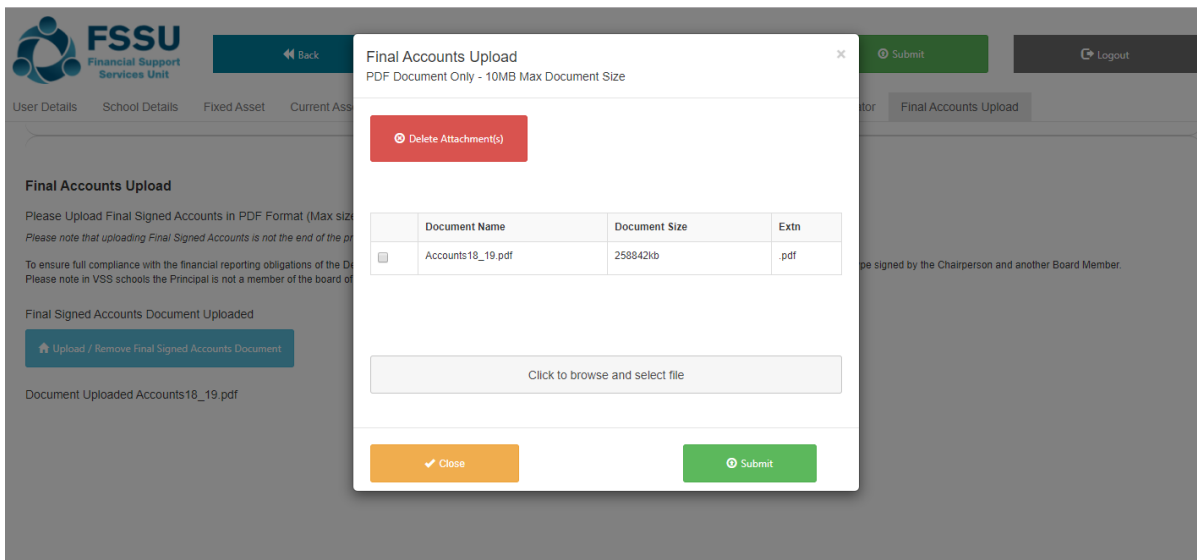 FSSU
Financial Support
Services Unit
Back
Submit
Logout
User Details School Details Fixed Asset Current Ass
Final Accounts Upload
Final Accounts Upload
PDF Document Only - 10MB Max Document Size
×
Delete Attachment(s)
Document Name Document Size Extn
Accounts18_19.pdf 258842kb .pdf
Click to browse and select file
Close
Submit
Final Accounts Upload
Please Upload Final Signed Accounts in PDF Format (Max size
Please note that uploading Final Signed Accounts is not the end of the pr
To ensure full compliance with the financial reporting obligations of the De
signed by the Chairperson and another Board Member.
Please note in VSS schools the Principal is not a member of the board of
Final Signed Accounts Document Uploaded
Upload / Remove Final Signed Accounts Document
Document Uploaded Accounts18_19.pdf